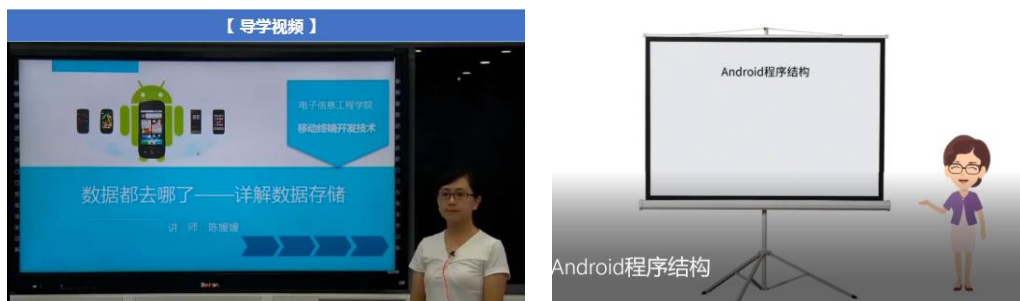 【 导学视频 】
电子信息工程学院
移动终端开发技术
数据都去哪了——详解数据存储
讲 师：陈媛媛
Android程序结构
Android程序结构